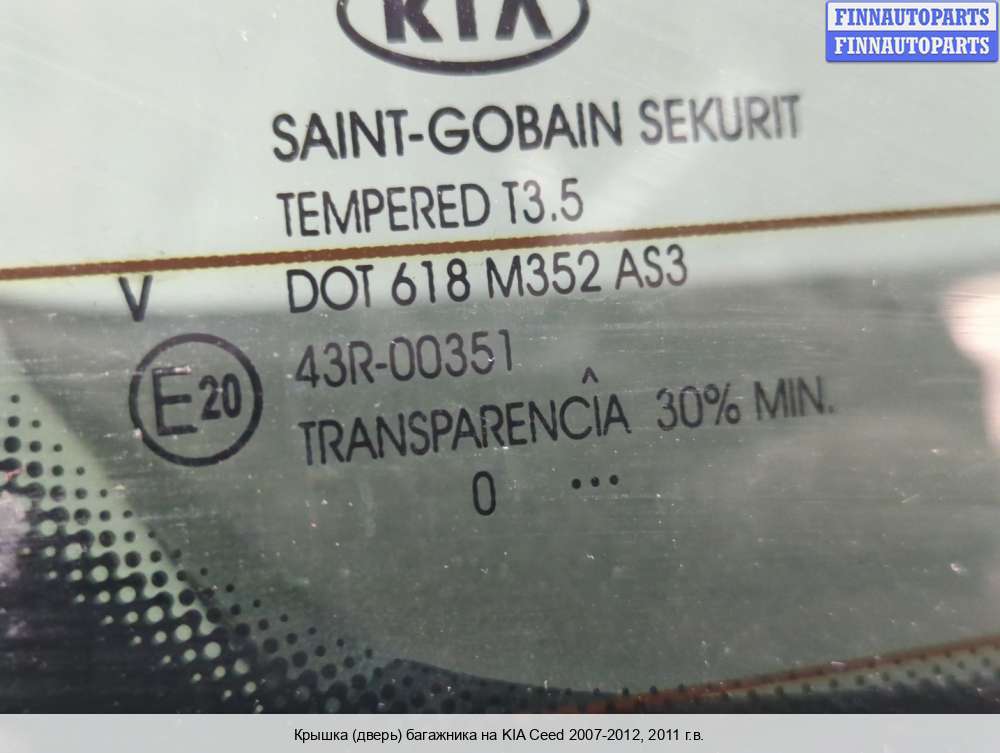 FINNAUTOPARTS
FINNAUTOPARTS
KIA
SAINT-GOBAIN SEKURIT
TEMPERED T3.5
V DOT 618 M352 AS3
E20 43R-00351
TRANSPARENCÎA 30% MIN.
0 ...
Крышка (дверь) багажника на KIA Ceed 2007-2012, 2011 г.в.